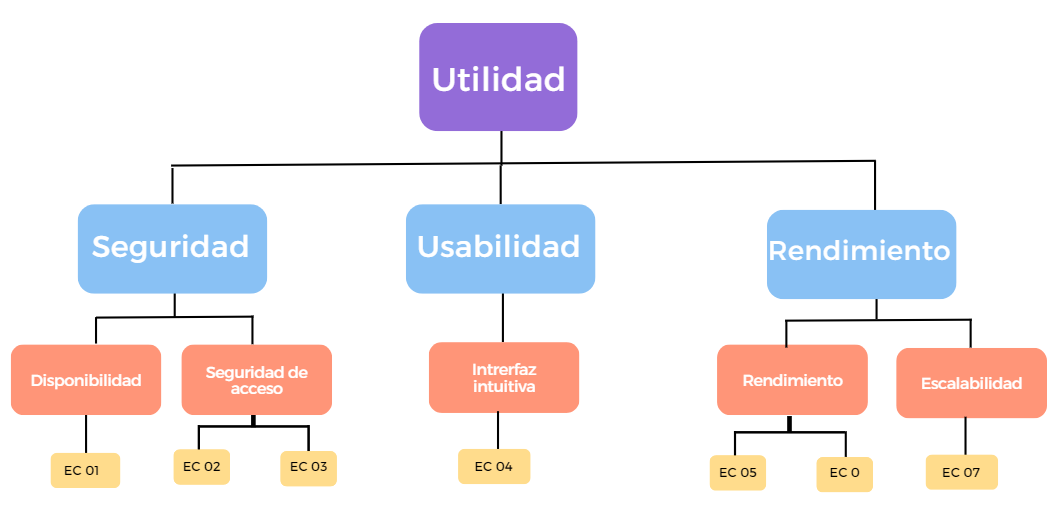 Utilidad
Seguridad
Usabilidad
Rendimiento
Disponibilidad
Seguridad de
acceso
Intrerfaz
intuitiva
Rendimiento
Escalabilidad
EC 01
EC 02
EC 03
EC 04
EC 05
EC 0
EC 07